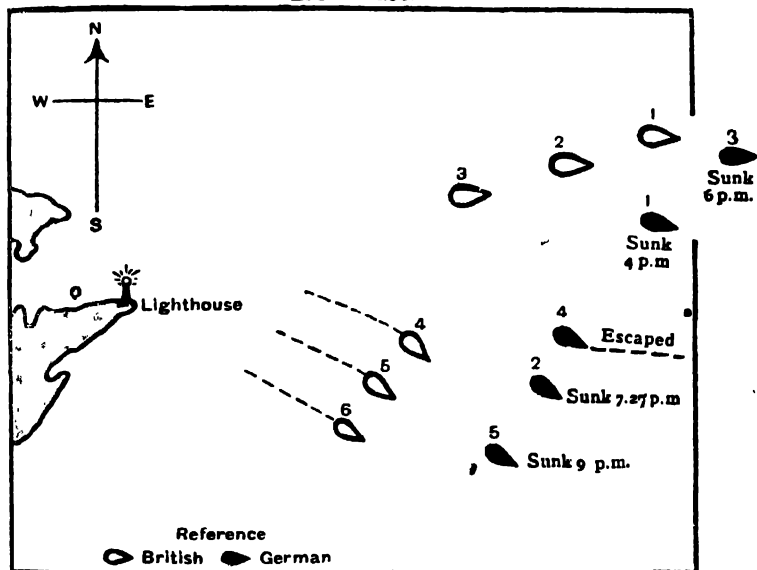 N
W E
S
1
2
3
3
Sunk
6 p.m.
1
Sunk
4 p.m
Lighthouse
4
4
Escaped
5
2
Sunk 7.27 p.m
6
5
Sunk 9 p.m.
Reference
British German